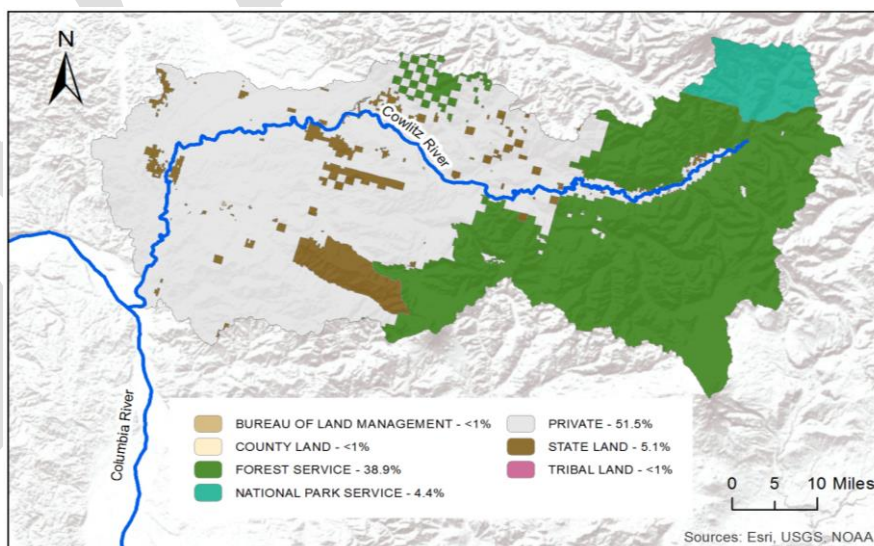 N
Cowlitz River
Columbia River
BUREAU OF LAND MANAGEMENT - <1%
COUNTY LAND - <1%
FOREST SERVICE - 38.9%
NATIONAL PARK SERVICE - 4.4%
PRIVATE - 51.5%
STATE LAND - 5.1%
TRIBAL LAND - <1%
0 5 10 Miles
Sources: Esri, USGS, NOAA